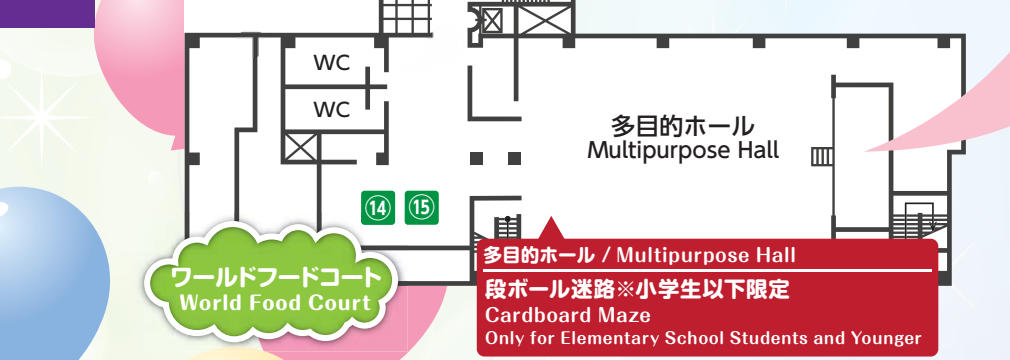 WC
WC
多目的ホール
Multipurpose Hall
⑭ ⑮
ワールドフードコート
World Food Court
多目的ホール / Multipurpose Hall
段ボール迷路※小学生以下限定
Cardboard Maze
Only for Elementary School Students and Younger